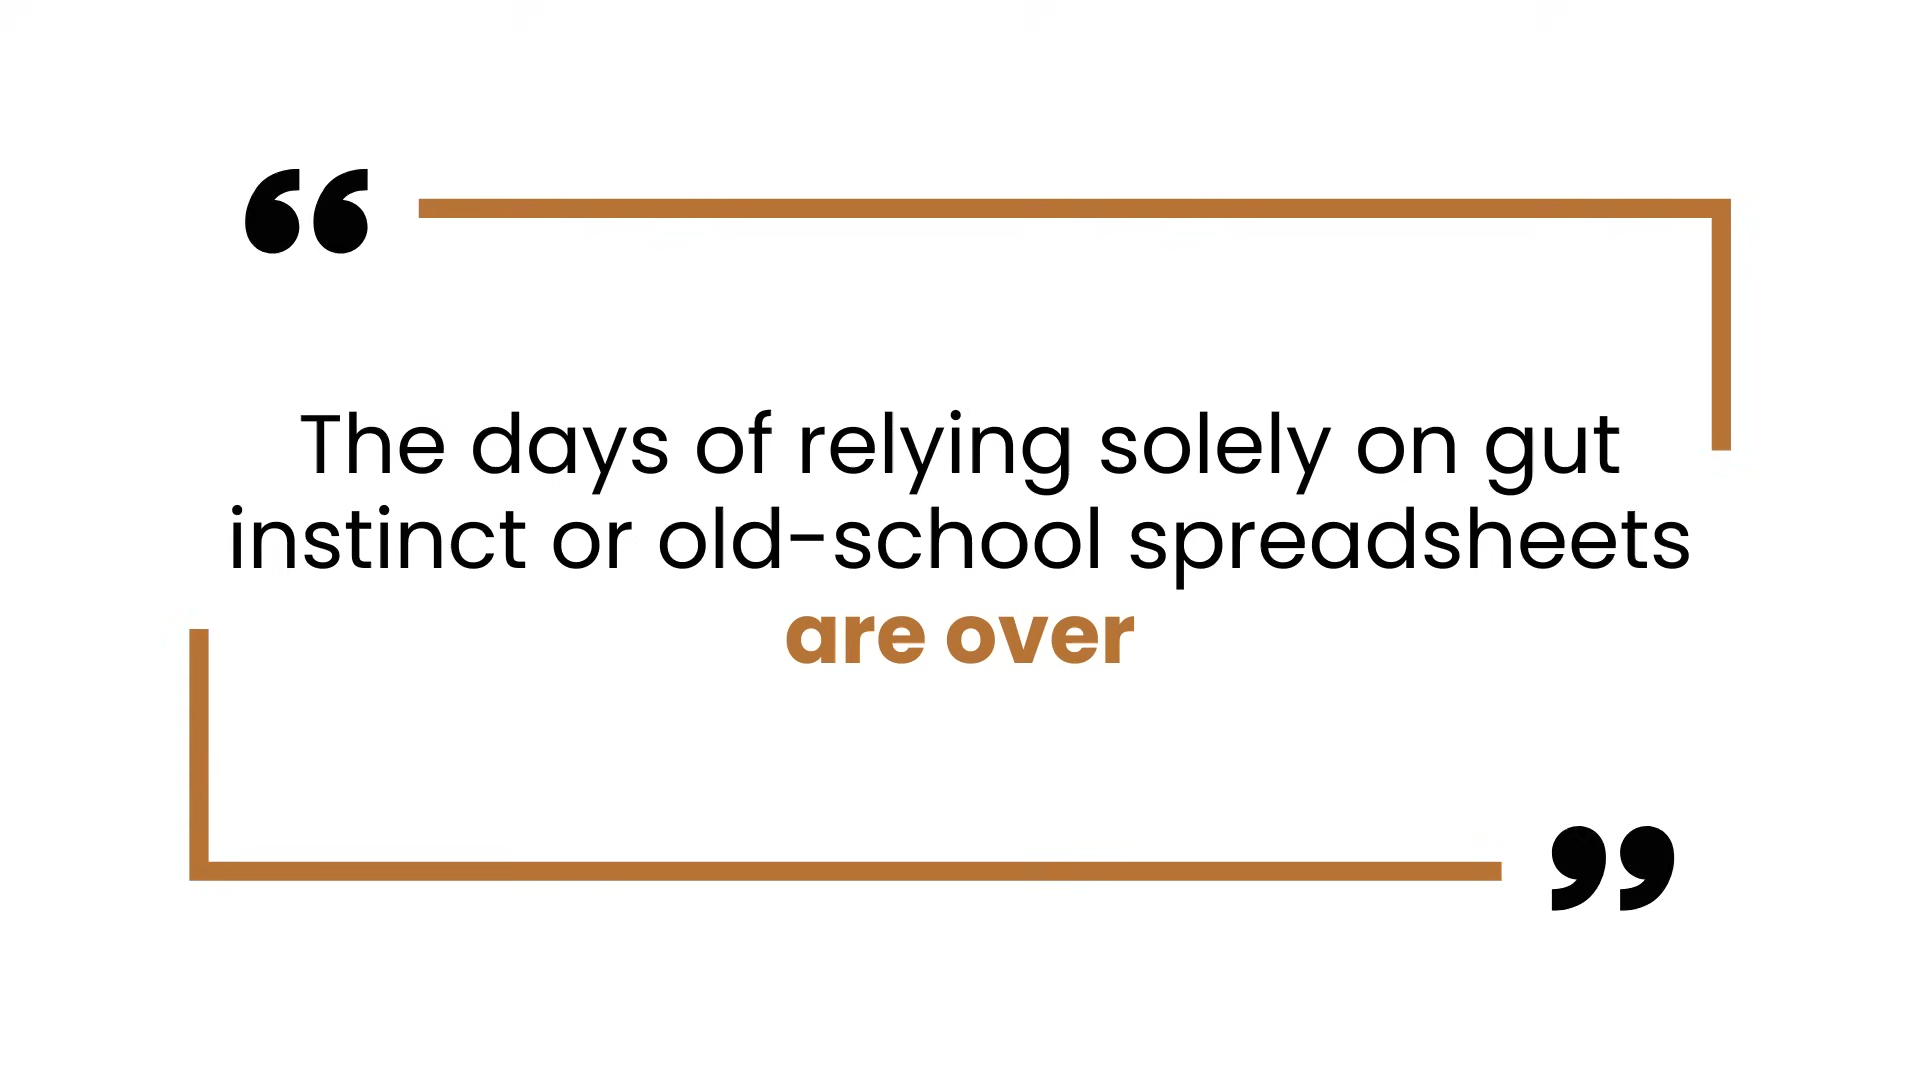 “
The days of relying solely on gut
instinct or old-school spreadsheets
are over
”